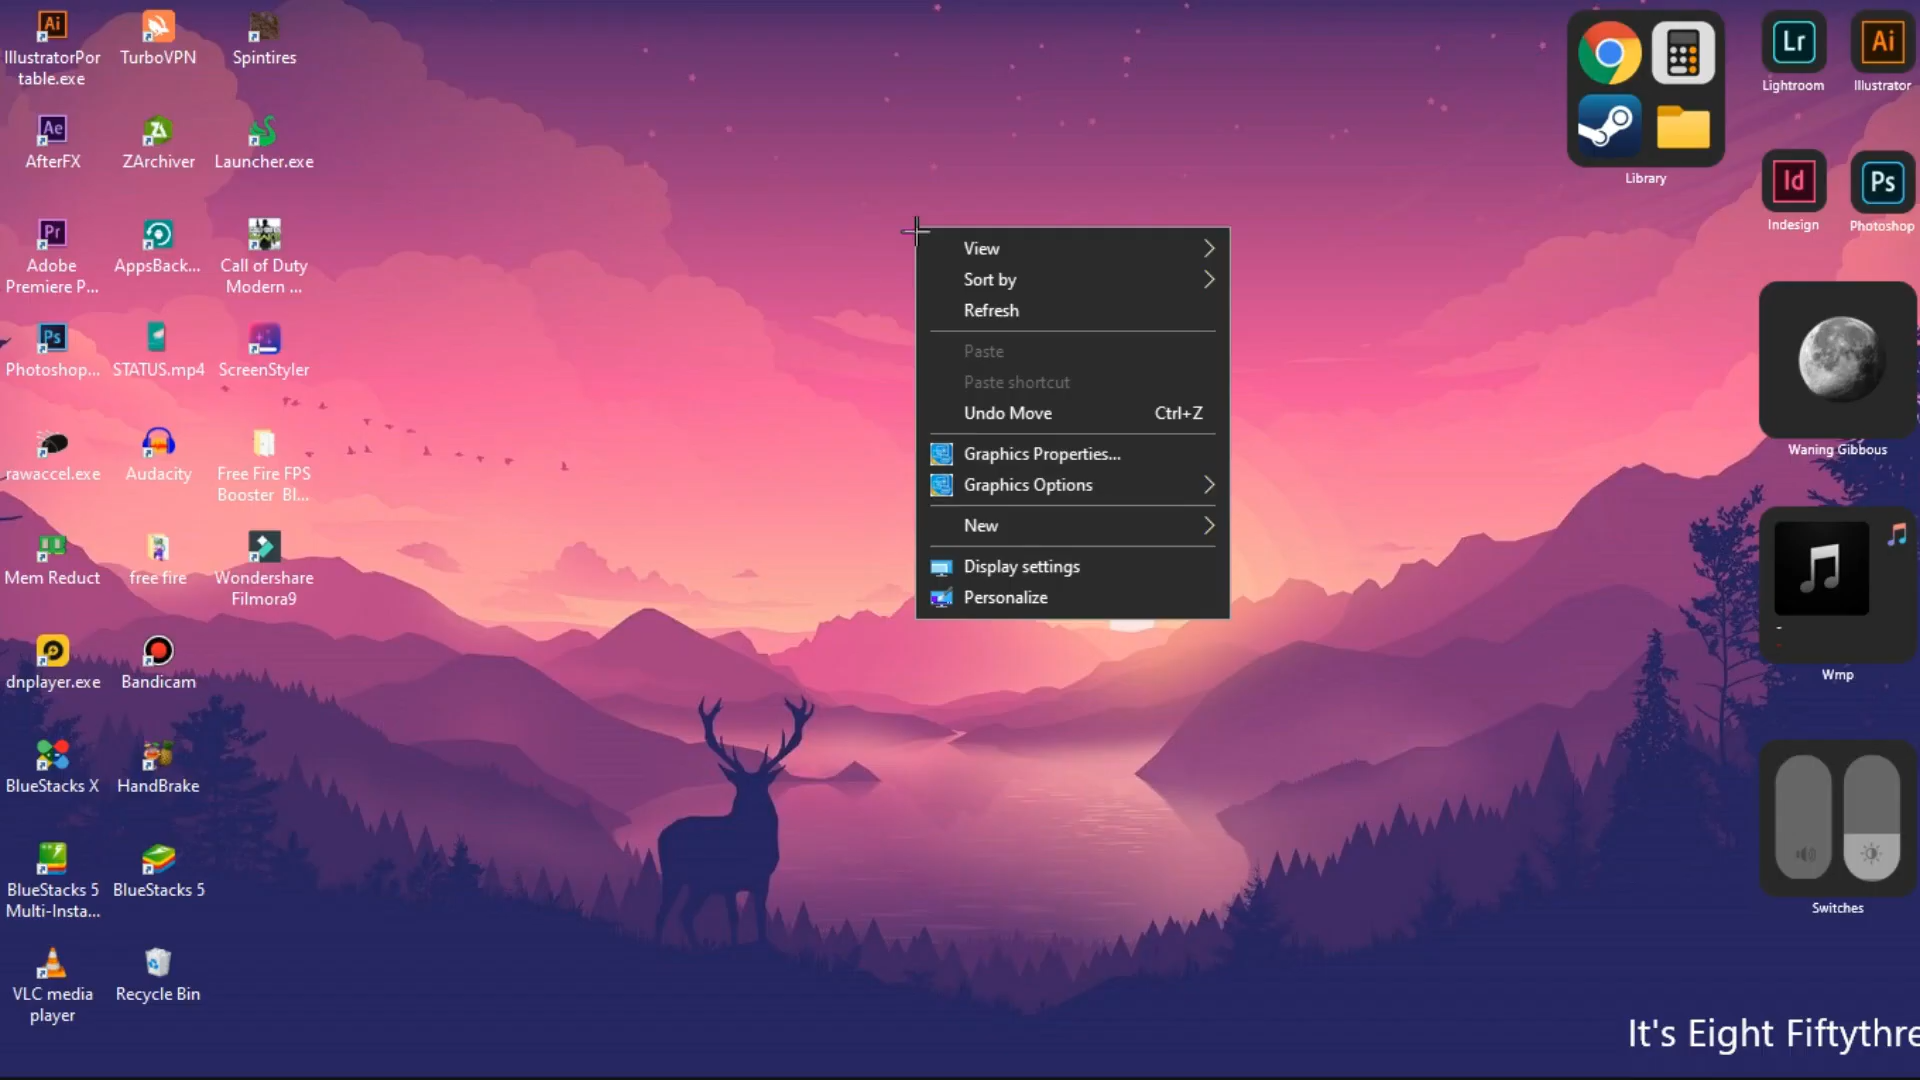 IllustratorPor
table.exe
TurboVPN
Spintires
AfterFX
ZArchiver
Launcher.exe
Adobe
Premiere P...
AppsBack...
Call of Duty
Modern ...
Photoshop...
STATUS.mp4
ScreenStyler
rawaccel.exe
Audacity
Free Fire FPS
Booster Bl...
Mem Reduct
free fire
Wondershare
Filmora9
dnplayer.exe
Bandicam
BlueStacks X
HandBrake
BlueStacks 5
Multi-Insta...
BlueStacks 5
VLC media
player
Recycle Bin
View
Sort by
Refresh
Paste
Paste shortcut
Undo Move Ctrl+Z
Graphics Properties...
Graphics Options
New
Display settings
Personalize
Library
Lr
Lightroom
Ai
Illustrator
Id
Indesign
Ps
Photoshop
Waning Gibbous
Wmp
Switches
It's Eight Fiftythre